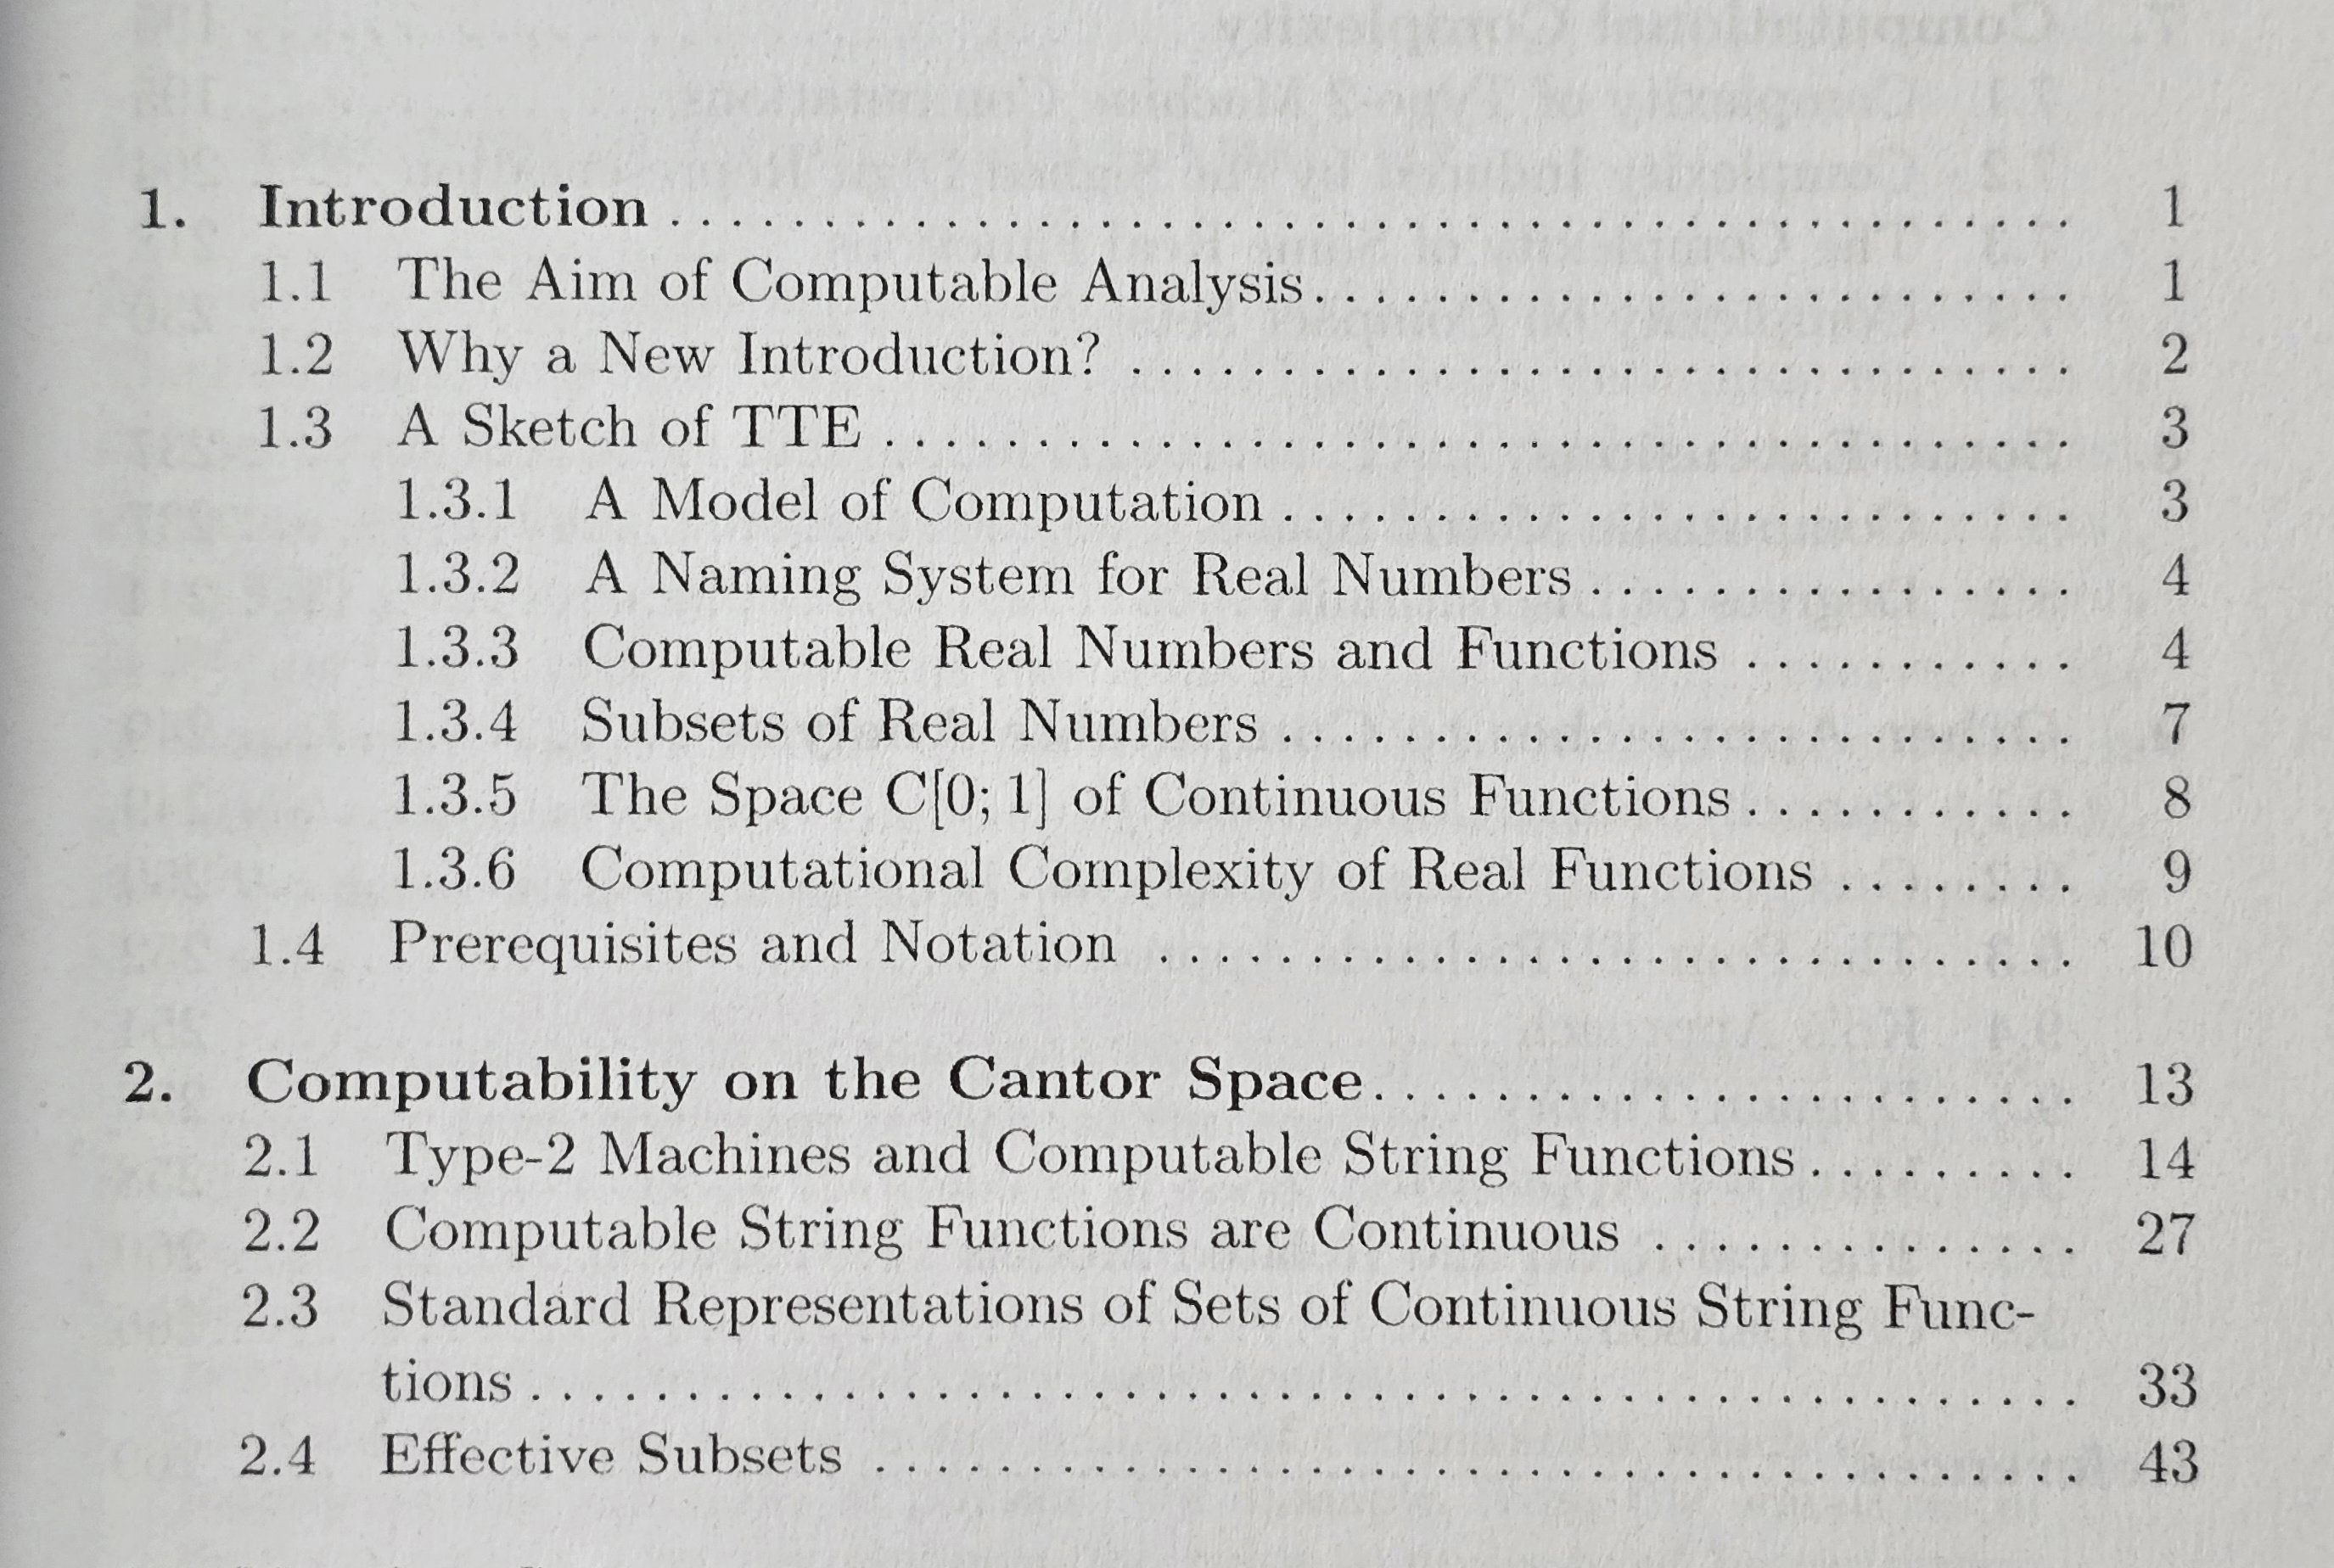 1. Introduction ........................................ 1
1.1 The Aim of Computable Analysis ......................... 1
1.2 Why a New Introduction? ............................... 2
1.3 A Sketch of TTE ....................................... 3
1.3.1 A Model of Computation .......................... 3
1.3.2 A Naming System for Real Numbers ................ 4
1.3.3 Computable Real Numbers and Functions ........... 4
1.3.4 Subsets of Real Numbers .......................... 7
1.3.5 The Space C[0; 1] of Continuous Functions ........... 8
1.3.6 Computational Complexity of Real Functions ........ 9
1.4 Prerequisites and Notation .............................. 10
2. Computability on the Cantor Space ....................... 13
2.1 Type-2 Machines and Computable String Functions ......... 14
2.2 Computable String Functions are Continuous .............. 27
2.3 Standard Representations of Sets of Continuous String Func-
tions .................................................. 33
2.4 Effective Subsets ....................................... 43